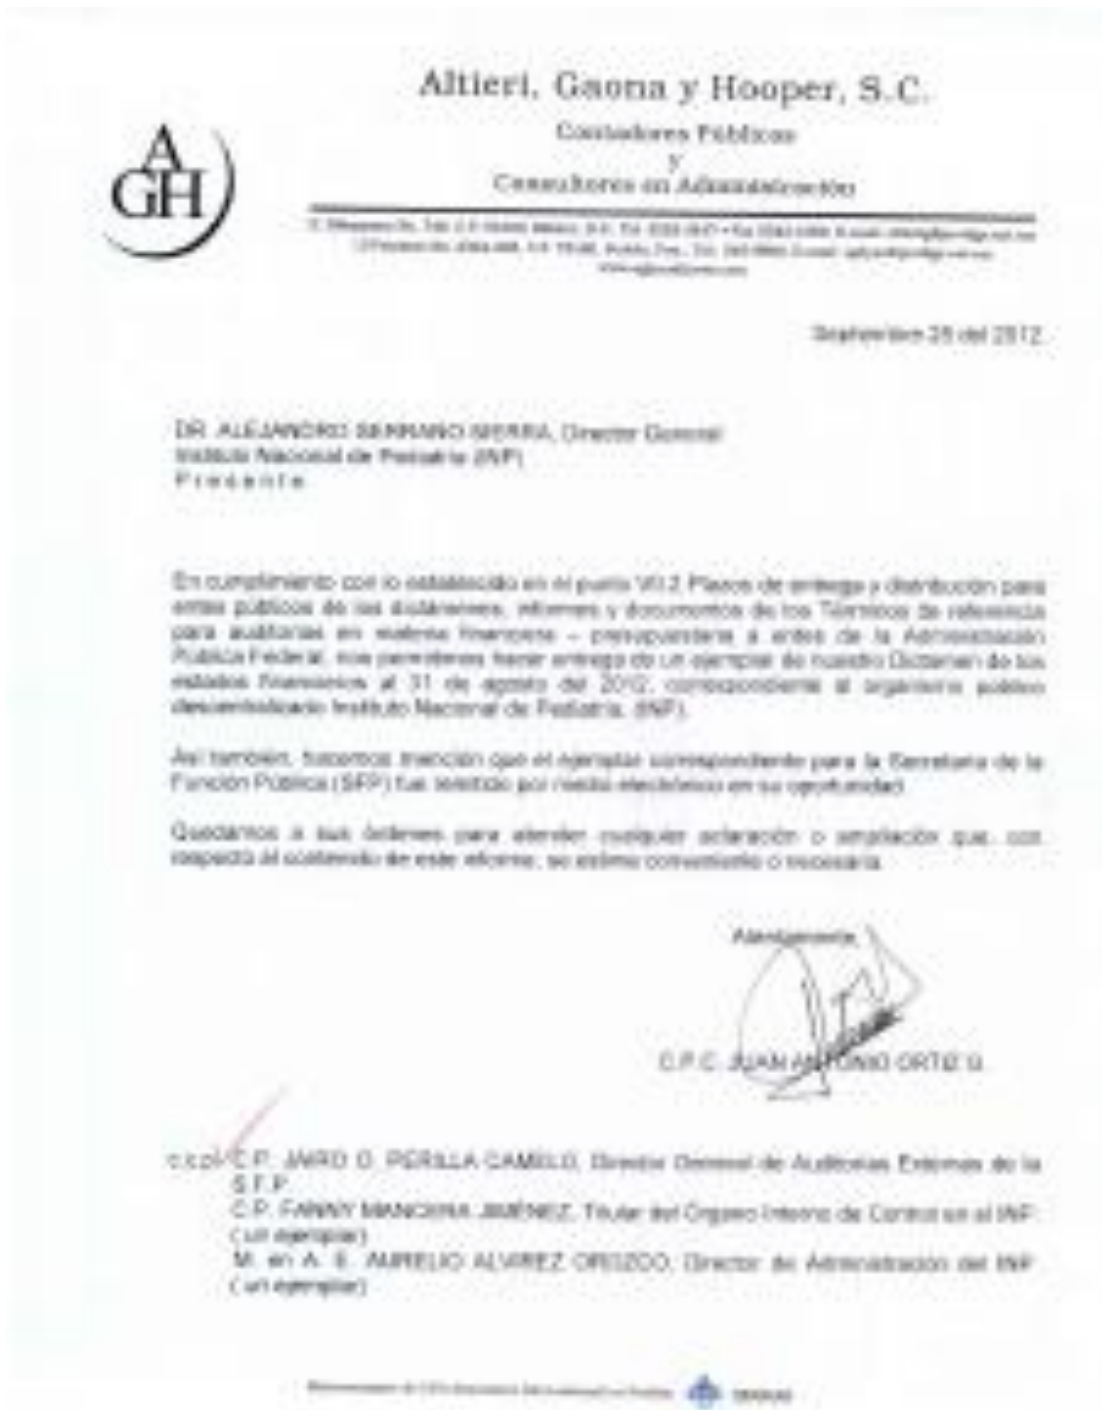 Altieri, Gaona y Hooper, S.C.
Contadores Públicos
y
Consultores en Administración
A
GH
Septiembre 25 del 2012.
DR. ALEJANDRO SERRANO SIERRA, Director General
Instituto Nacional de Pediatría (INP)
P r e s e n t e
En cumplimiento con lo establecido en el punto VII.2 Plazos de entrega y distribución para
entes públicos de los dictámenes, informes y documentos de los Términos de referencia
para auditorías en materia financiera – presupuestaria a entes de la Administración
Pública Federal, nos permitimos hacer entrega de un ejemplar de nuestro Dictamen de los
estados financieros al 31 de agosto del 2012, correspondiente al organismo público
descentralizado Instituto Nacional de Pediatría, (INP).
Así también, hacemos mención que el ejemplar correspondiente para la Secretaría de la
Función Pública (SFP) fue remitido por medio electrónico en su oportunidad.
Quedamos a sus órdenes para atender cualquier aclaración o ampliación que, con
respecto al contenido de este informe, se estime conveniente o necesaria.
Atentamente,
C.P.C. JUAN ANTONIO ORTIZ G.
c.c.p. C.P. JAIRO O. PERILLA CAMELO, Director General de Auditorías Externas de la
S.F.P.
C.P. FANNY MANCERA JIMÉNEZ, Titular del Órgano Interno de Control en el INP.
( un ejemplar)
M. en A. E. AURELIO ALVIREZ OROZCO, Director de Administración del INP.
( un ejemplar)